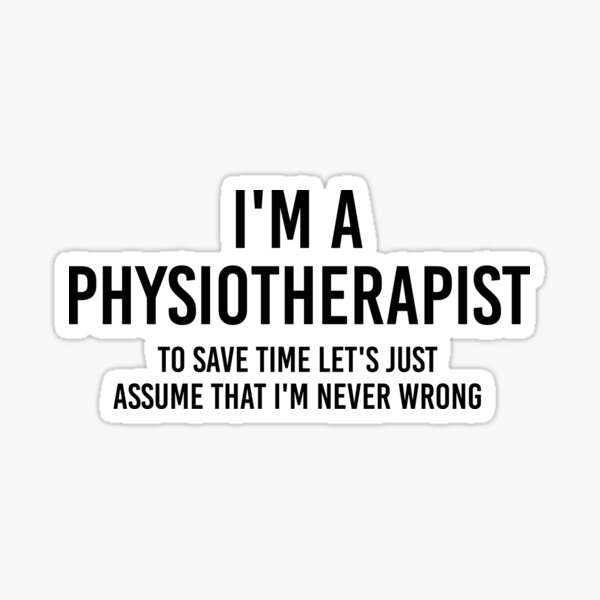 I'M A
PHYSIOTHERAPIST
TO SAVE TIME LET'S JUST
ASSUME THAT I'M NEVER WRONG